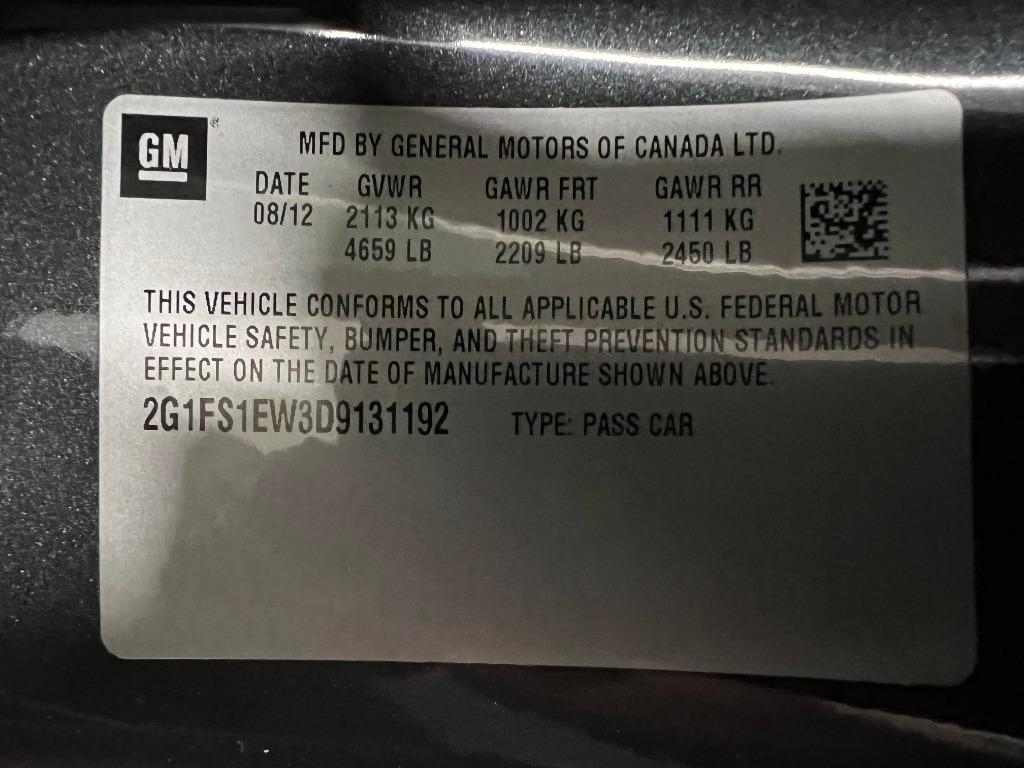 GM®
MFD BY GENERAL MOTORS OF CANADA LTD.
DATE GVWR GAWR FRT GAWR RR
08/12 2113 KG 1002 KG 1111 KG
4659 LB 2209 LB 2450 LB
THIS VEHICLE CONFORMS TO ALL APPLICABLE U.S. FEDERAL MOTOR
VEHICLE SAFETY, BUMPER, AND THEFT PREVENTION STANDARDS IN
EFFECT ON THE DATE OF MANUFACTURE SHOWN ABOVE.
2G1FS1EW3D9131192 TYPE: PASS CAR